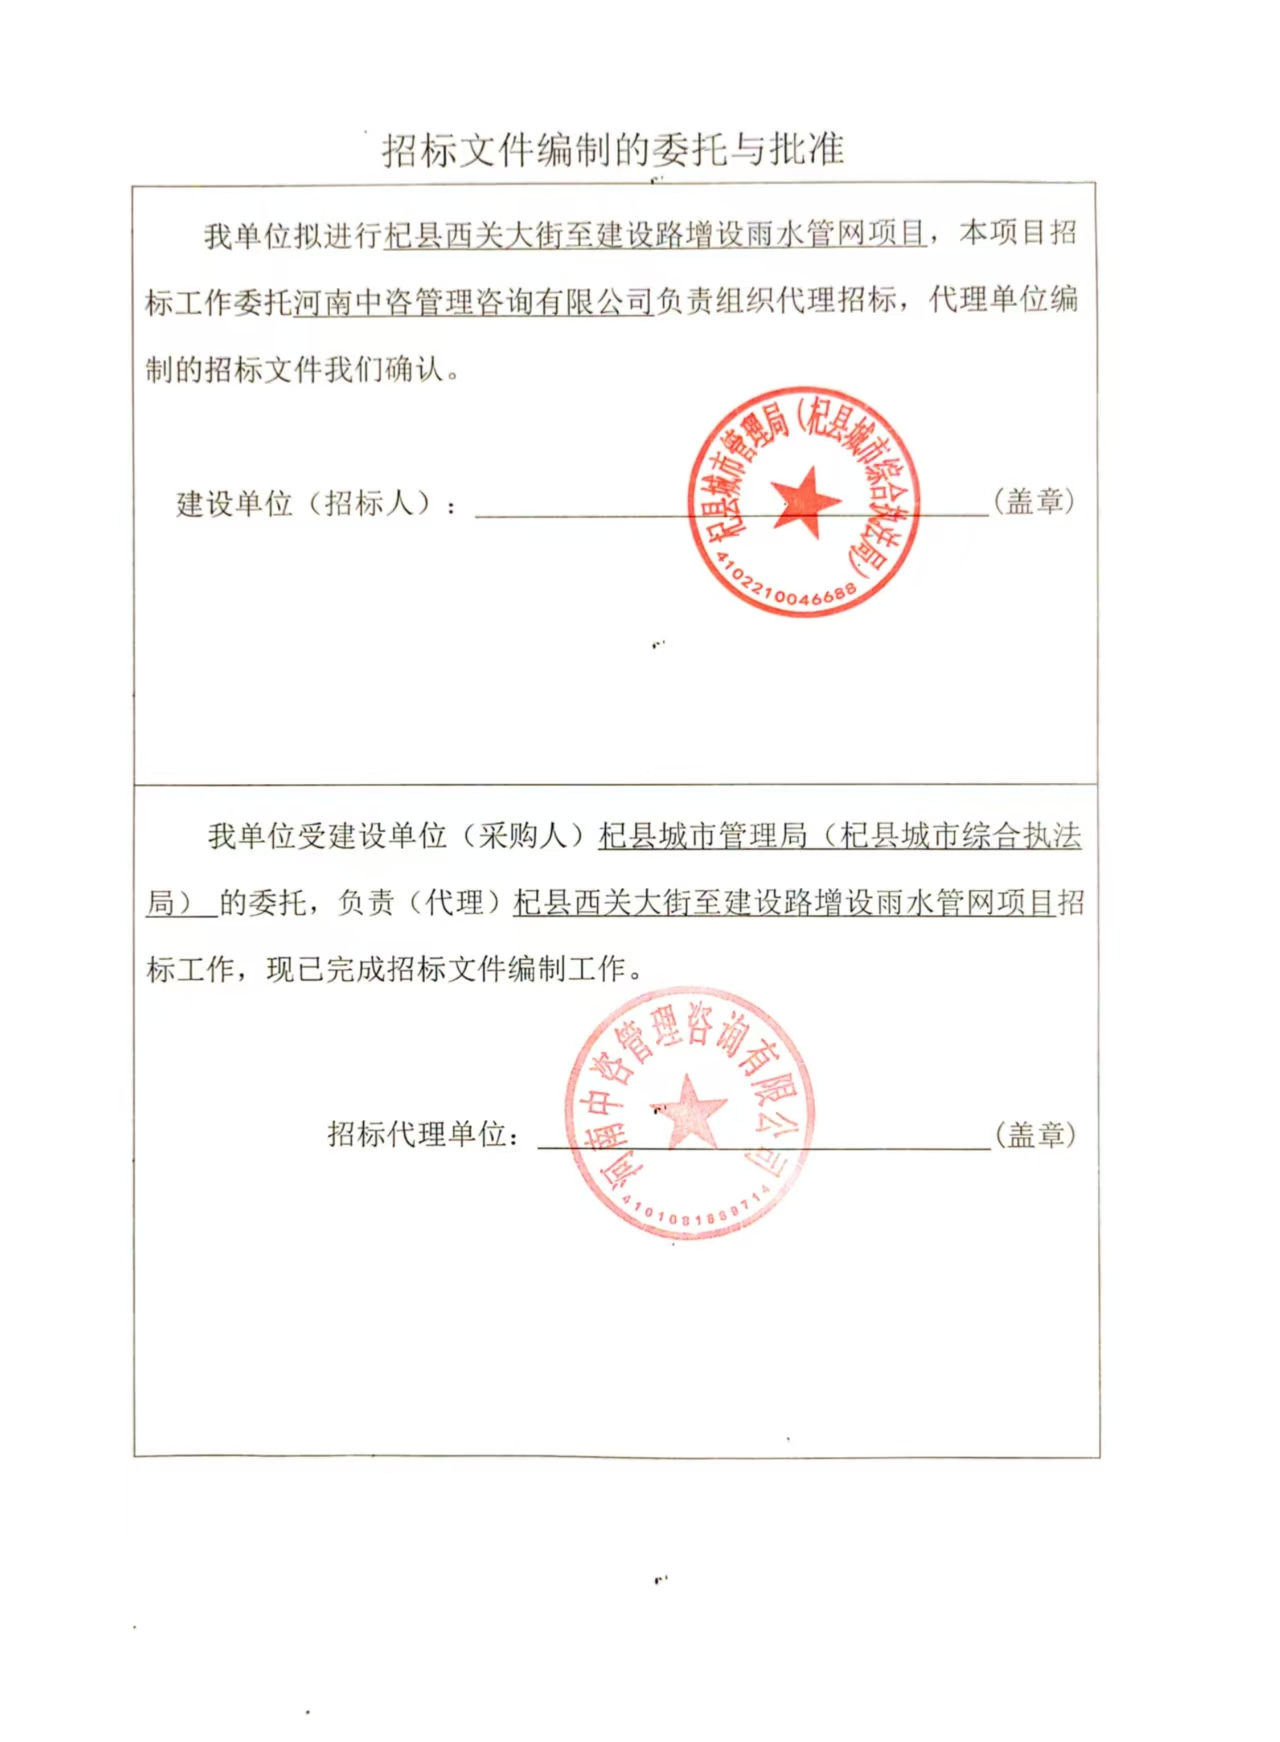 招标文件编制的委托与批准
我单位拟进行杞县西关大街至建设路增设雨水管网项目，本项目招
标工作委托河南中咨管理咨询有限公司负责组织代理招标，代理单位编
制的招标文件我们确认。
杞县城市管理局（杞县城市综合执法局）
建设单位（招标人）：（盖章）
4102210046688
我单位受建设单位（采购人）杞县城市管理局（杞县城市综合执法
局）的委托，负责（代理）杞县西关大街至建设路增设雨水管网项目招
标工作，现已完成招标文件编制工作。
河南中咨管理咨询有限公司
招标代理单位：（盖章）